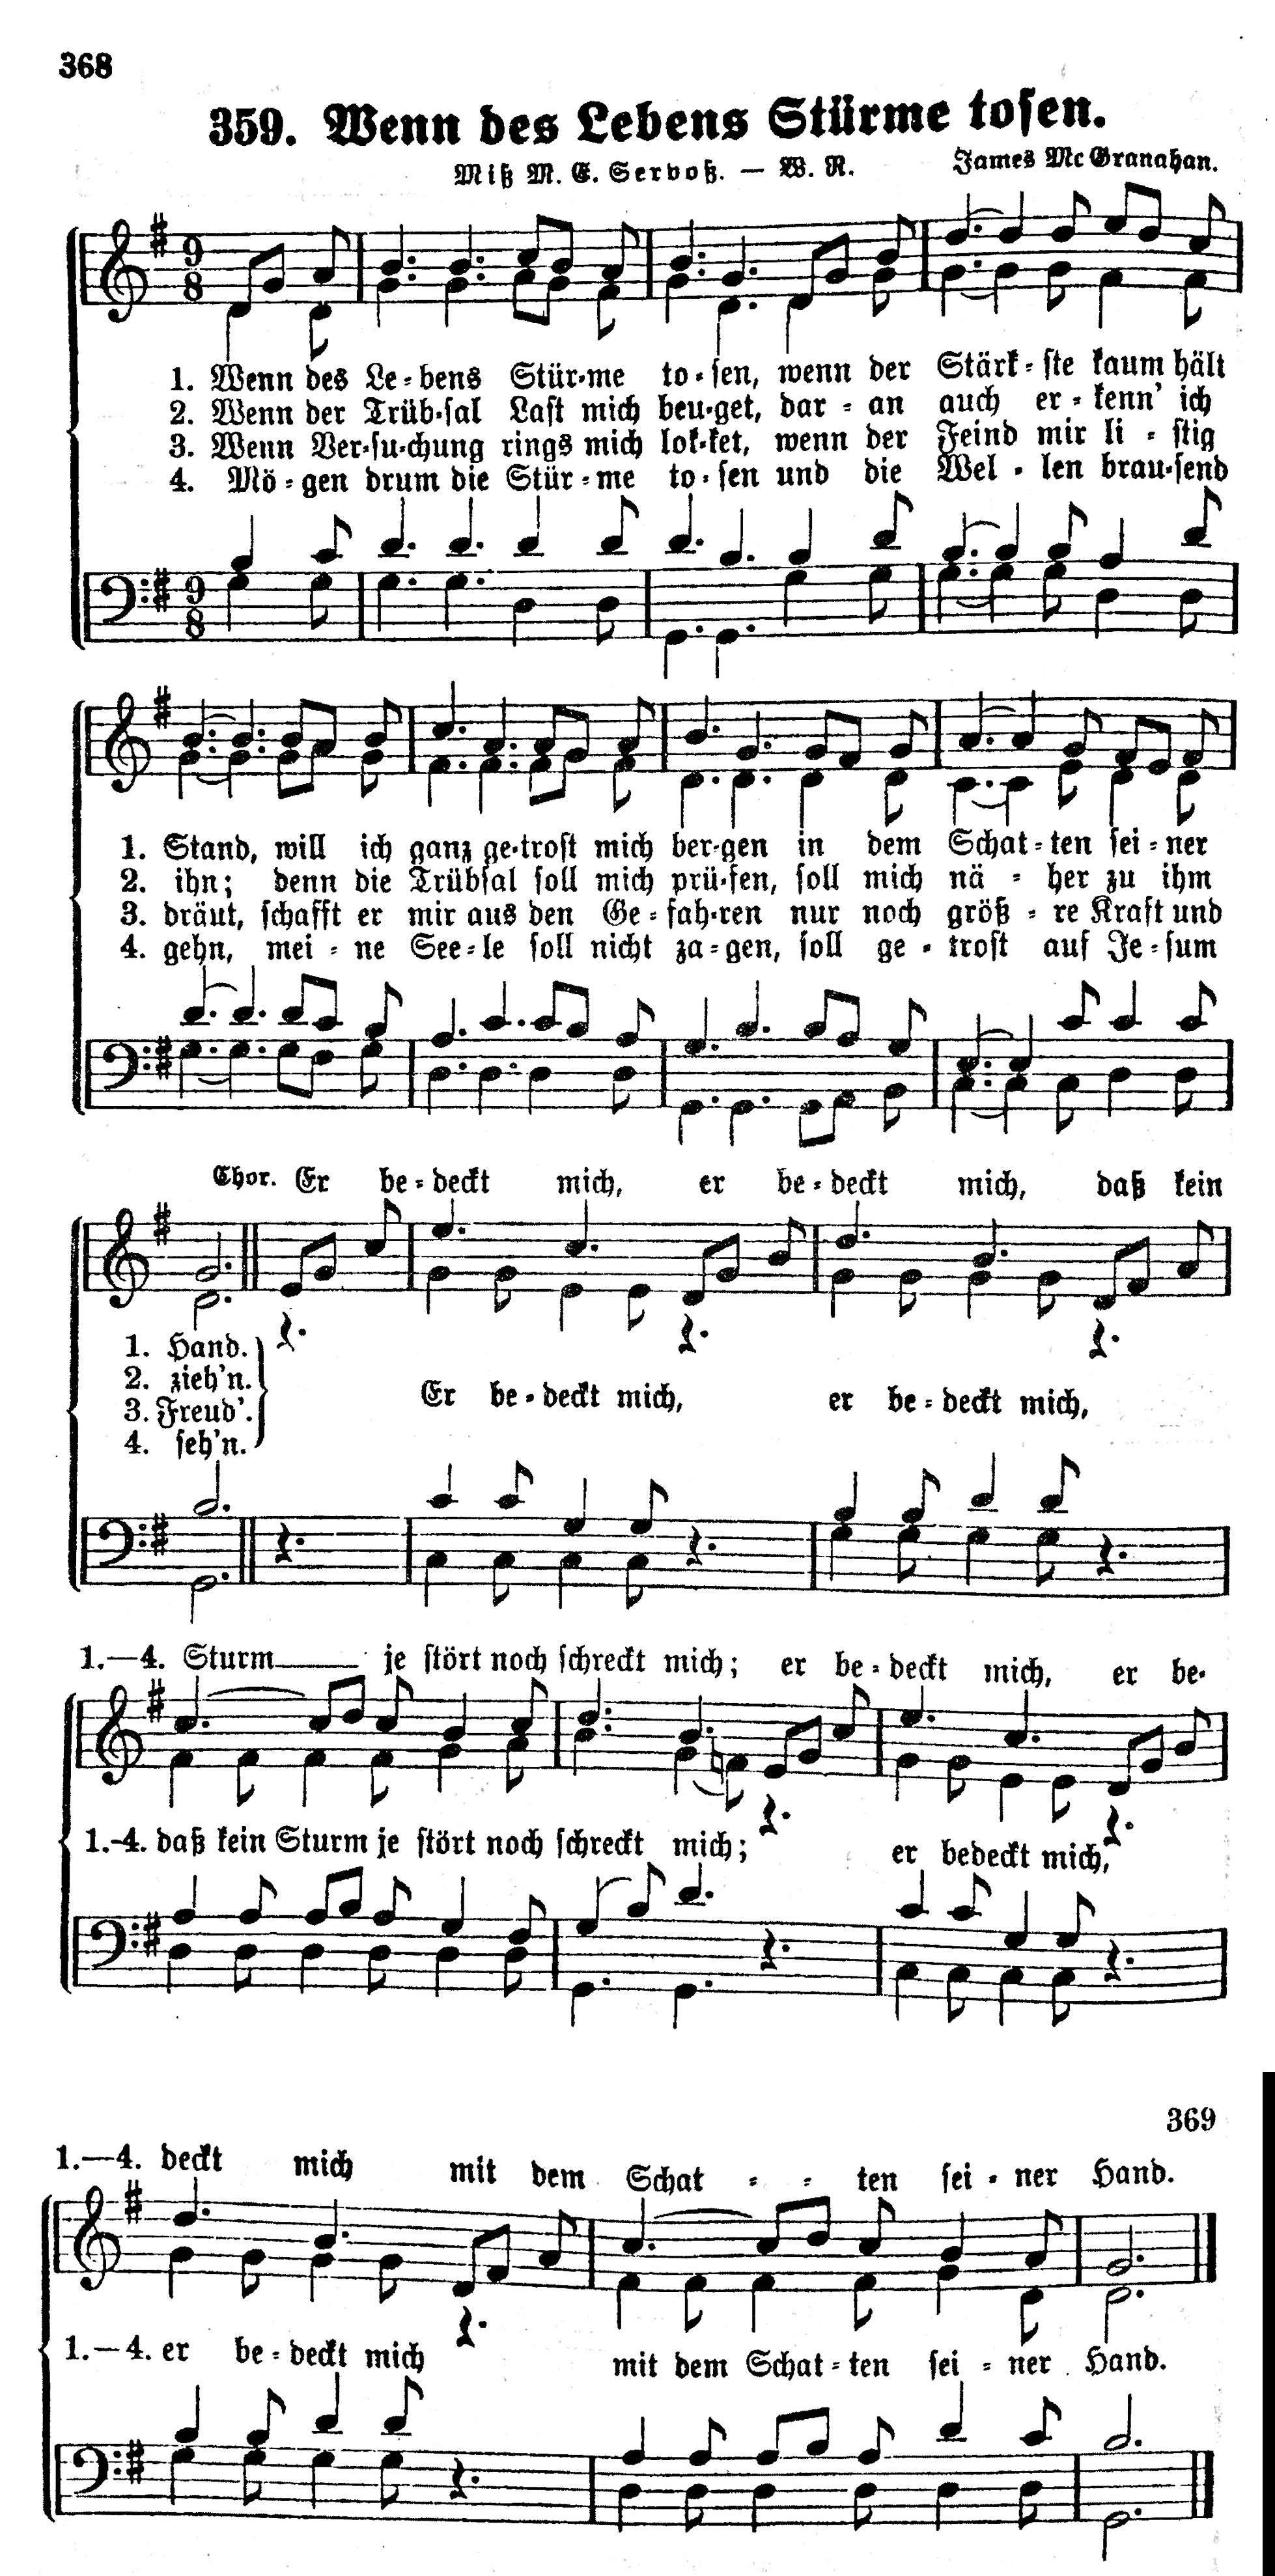 368
359. Wenn des Lebens Stürme tosen.
Miß M. E. Servoß. — W. R. James Mc Granahan.
9 8
1. Wenn des Le-bens Stür-me to-sen, wenn der Stärk-ste kaum hält
2. Wenn der Trüb-sal Last mich beu-get, dar-an auch er-kenn' ich
3. Wenn Ver-su-chung rings mich lok-ket, wenn der Feind mir li-stig
4. Mö-gen drum die Stür-me to-sen und die Wel-len brau-send
9 8
1. Stand, will ich ganz ge-trost mich ber-gen in dem Schat-ten sei-ner
2. ihn; denn die Trübsal soll mich prü-fen, soll mich nä-her zu ihm
3. dräut, schafft er mir aus den Ge-fah-ren nur noch größ-re Kraft und
4. gehn, mei-ne See-le soll nicht za-gen, soll ge-trost auf Je-sum
Chor. Er be-deckt mich, er be-deckt mich, daß kein
1. Hand.
2. zieh'n.
3. Freud'.
4. seh'n.
Er be-deckt mich, er be-deckt mich,
1.—4. Sturm je stört noch schreckt mich; er be-deckt mich, er be-
1.-4. daß kein Sturm je stört noch schreckt mich; er bedeckt mich,
369
1.—4. deckt mich mit dem Schat - - ten sei-ner Hand.
1.—4. er be-deckt mich mit dem Schat-ten sei-ner Hand.